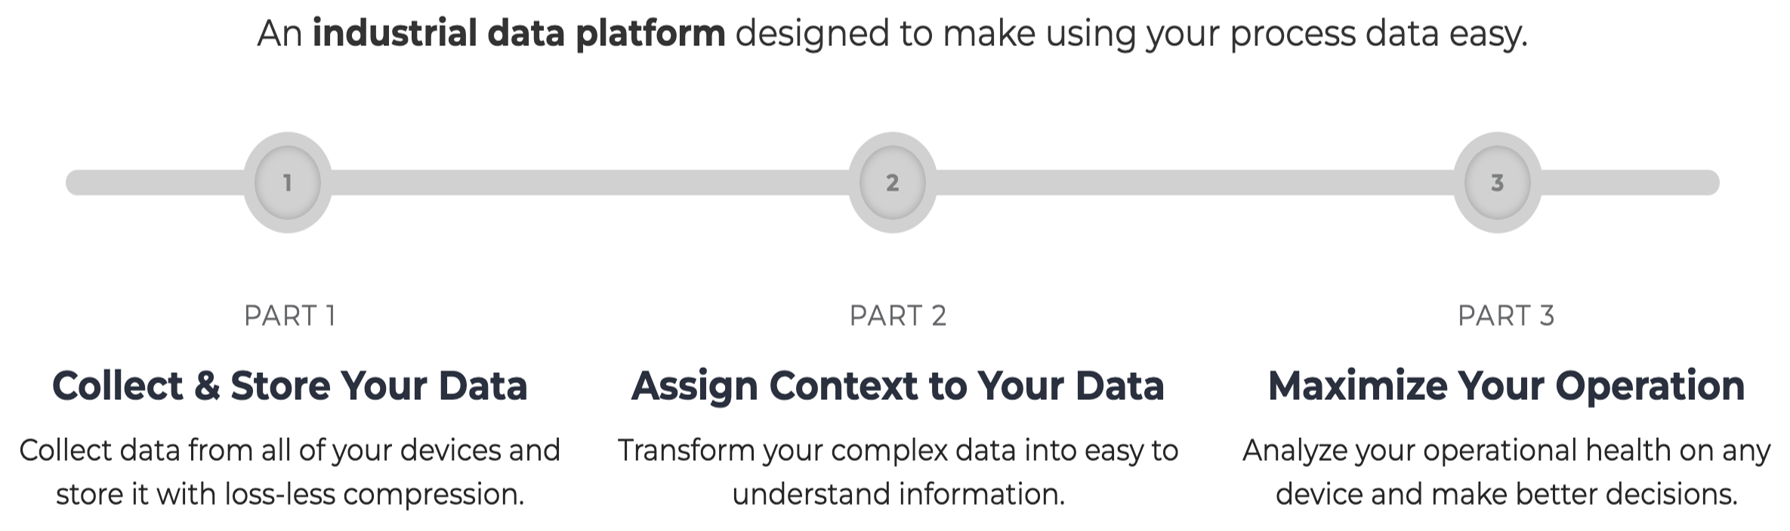 An industrial data platform designed to make using your process data easy.
1
2
3
PART 1
Collect & Store Your Data
Collect data from all of your devices and
store it with loss-less compression.
PART 2
Assign Context to Your Data
Transform your complex data into easy to
understand information.
PART 3
Maximize Your Operation
Analyze your operational health on any
device and make better decisions.